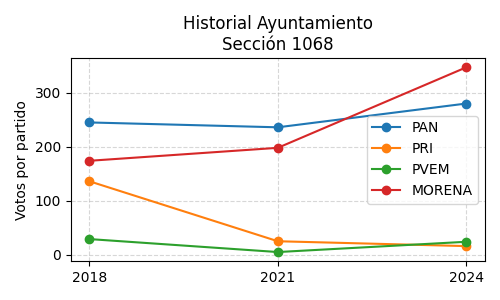 Historial Ayuntamiento
Sección 1068
Votos por partido
300
200
100
0
2018
2021
2024
PAN
PRI
PVEM
MORENA